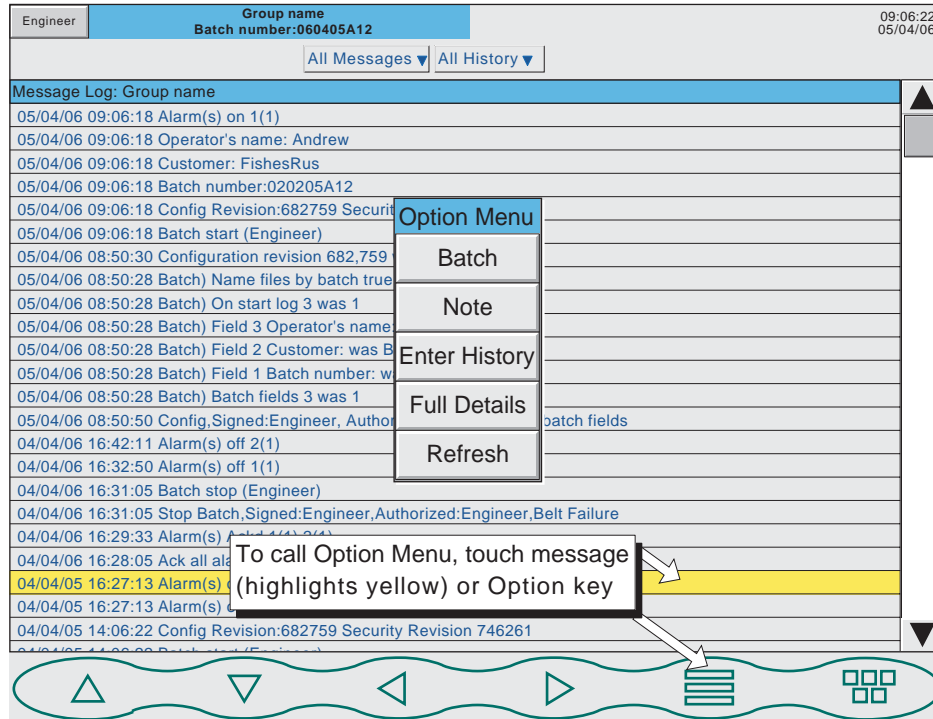 Engineer
Group name
Batch number:060405A12
09:06:22
05/04/06
All Messages
All History
Message Log: Group name
05/04/06 09:06:18 Alarm(s) on 1(1)
05/04/06 09:06:18 Operator's name: Andrew
05/04/06 09:06:18 Customer: FishesRus
05/04/06 09:06:18 Batch number:020205A12
05/04/06 09:06:18 Config Revision:682759
05/04/06 09:06:18 Batch start (Engineer)
05/04/06 08:50:30 Configuration revision 682,759
05/04/06 08:50:28 Batch) Name files by batch true
05/04/06 08:50:28 Batch) On start log 3 was 1
05/04/06 08:50:28 Batch) Field 3 Operator's name:
05/04/06 08:50:28 Batch) Field 2 Customer: was
05/04/06 08:50:28 Batch) Field 1 Batch number:
05/04/06 08:50:28 Batch) Batch fields 3 was 1
05/04/06 08:50:50 Config,Signed:Engineer, batch fields
04/04/06 16:42:11 Alarm(s) off 2(1)
04/04/06 16:32:50 Alarm(s) off 1(1)
04/04/06 16:31:05 Batch stop (Engineer)
04/04/06 16:31:05 Stop Batch,Signed:Engineer,Authorized:Engineer,Belt Failure
04/04/06 16:29:33 Alarm(s)
04/04/06 16:28:05 Ack all
04/04/05 16:27:13 Alarm(s)
04/04/05 16:27:13 Alarm(s)
04/04/05 14:06:22 Config Revision:682759 Security Revision 746261
Option Menu
Batch
Note
Enter History
Full Details
Refresh
To call Option Menu, touch message
(highlights yellow) or Option key